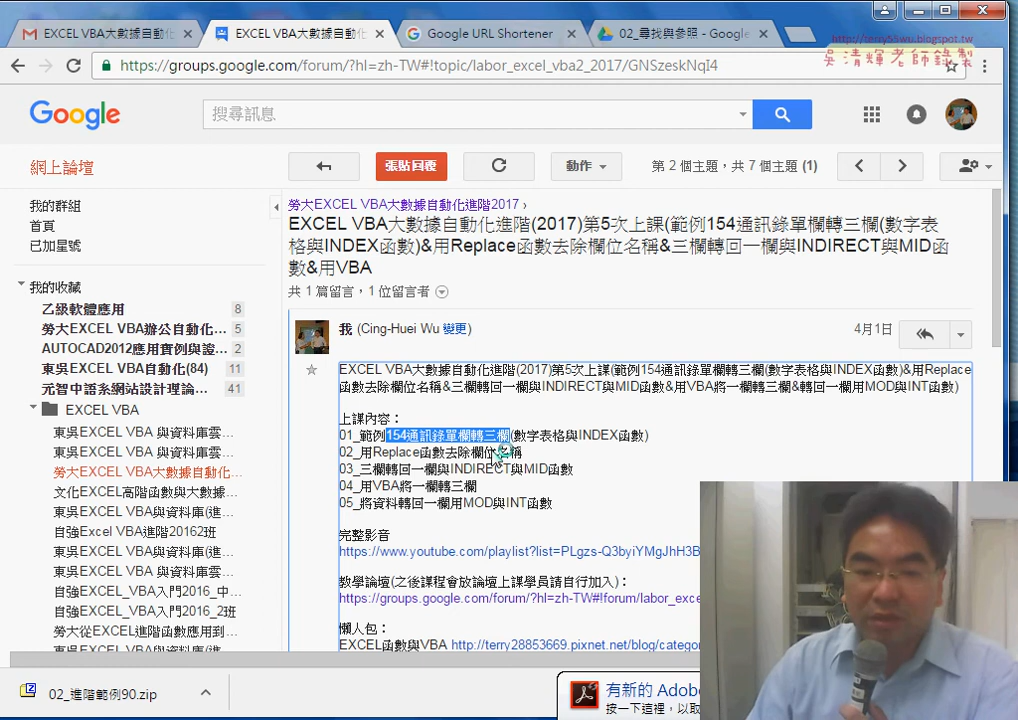 EXCEL VBA大數據自動
EXCEL VBA大數據自動
Google URL Shortener
02_尋找與參照 - Google
http://terry55wu.blogspot.tw
吳清輝老師錄製
https://groups.google.com/forum/?hl=zh-TW#!topic/labor_excel_vba2_2017/GNSzeskNqI4
Google
搜尋訊息
網上論壇
張貼回覆
動作
第 2 個主題，共 7 個主題 (1)
我的群組
首頁
已加星號
我的收藏
乙級軟體應用 8
勞大EXCEL VBA辦公自動化... 5
AUTOCAD2012應用實例與證... 2
東吳EXCEL VBA自動化(84) 11
元智中語系網站設計理論... 41
EXCEL VBA
東吳EXCEL VBA 與資料庫雲...
東吳EXCEL VBA 與資料庫雲...
勞大EXCEL VBA大數據自動化...
文化EXCEL高階函數與大數據...
東吳EXCEL VBA與資料庫(進...
自強Excel VBA進階20162班
東吳EXCEL VBA與資料庫(進...
東吳EXCEL VBA 與資料庫雲...
自強EXCEL_VBA入門2016_中...
自強EXCEL_VBA入門2016_2班
勞大從EXCEL進階函數應用到...
東吳EXCEL VBA與資料庫(進...
勞大EXCEL VBA大數據自動化進階2017 ›
EXCEL VBA大數據自動化進階(2017)第5次上課(範例154通訊錄單欄轉三欄(數字表
格與INDEX函數)&用Replace函數去除欄位名稱&三欄轉回一欄與INDIRECT與MID函
數&用VBA
共 1 篇留言，1 位留言者
我 (Cing-Huei Wu 變更)
4月1日
EXCEL VBA大數據自動化進階(2017)第5次上課(範例154通訊錄單欄轉三欄(數字表格與INDEX函數)&用Replace
函數去除欄位名稱&三欄轉回一欄與INDIRECT與MID函數&用VBA將一欄轉三欄&轉回一欄用MOD與INT函數)
上課內容：
01_範例154通訊錄單欄轉三欄(數字表格與INDEX函數)
02_用Replace函數去除欄位名稱
03_三欄轉回一欄與INDIRECT與MID函數
04_用VBA將一欄轉三欄
05_將資料轉回一欄用MOD與INT函數
完整影音
https://www.youtube.com/playlist?list=PLgzs-Q3byiYMgJhH3B
教學論壇(之後課程會放論壇上課學員請自行加入)：
https://groups.google.com/forum/?hl=zh-TW#!forum/labor_exce
懶人包：
EXCEL函數與VBA http://terry28853669.pixnet.net/blog/categor
02_進階範例90.zip
有新的 Adob
按一下這裡，以取